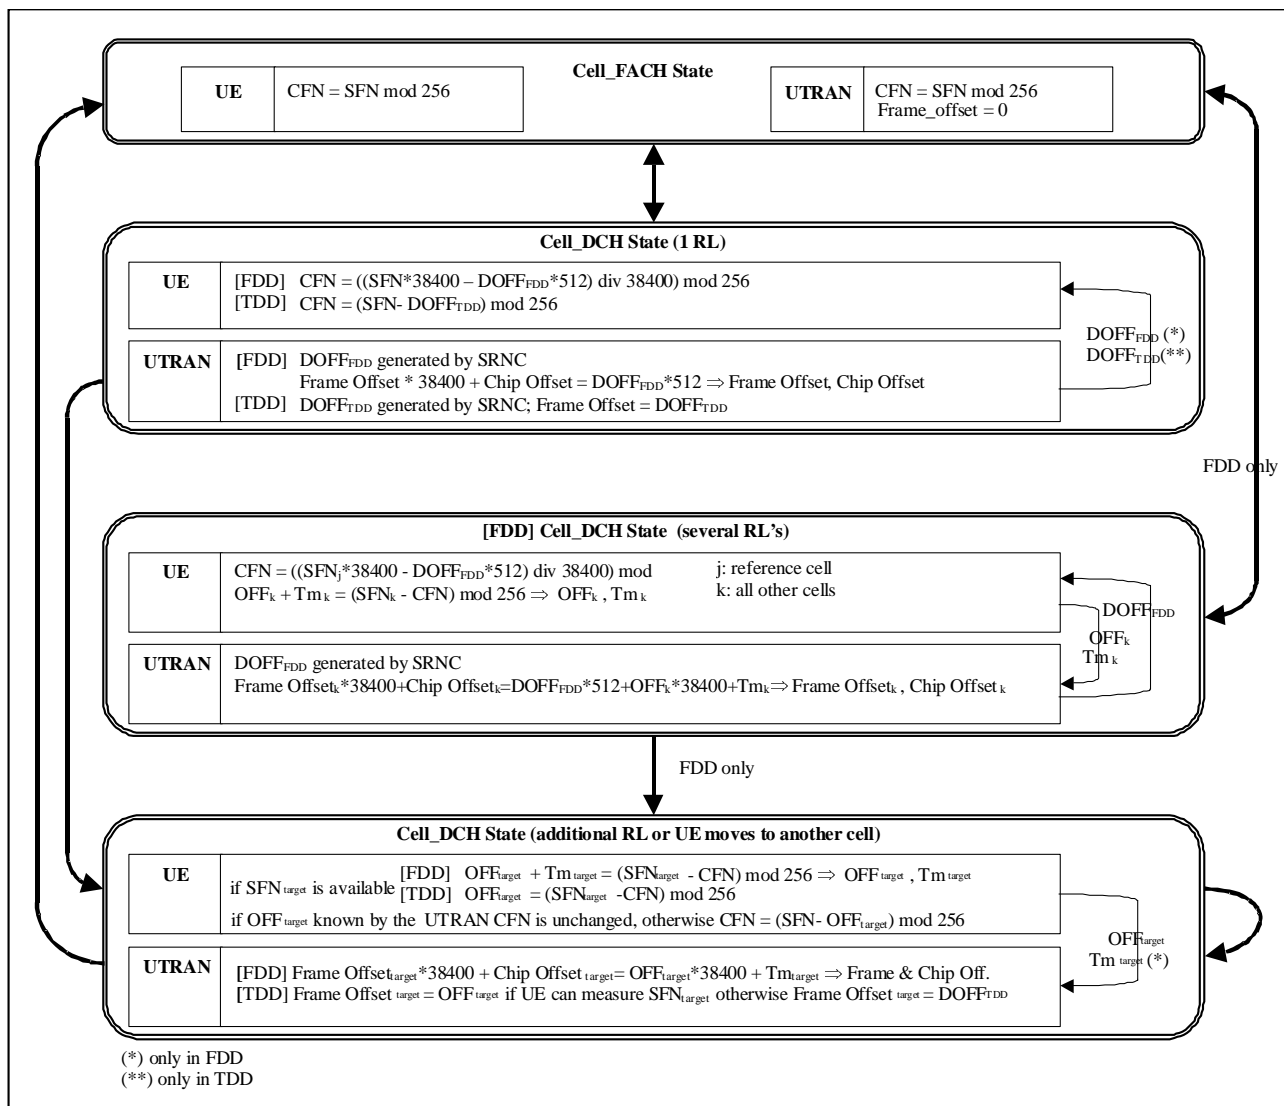 Cell_FACH State
UE CFN = SFN mod 256
UTRAN CFN = SFN mod 256
Frame_offset = 0
Cell_DCH State (1 RL)
UE [FDD] CFN = ((SFN*38400 – DOFFFDD*512) div 38400) mod 256
[TDD] CFN = (SFN- DOFFTDD) mod 256
DOFFFDD (*)
DOFFTDD(**)
UTRAN [FDD] DOFFFDD generated by SRNC
Frame Offset * 38400 + Chip Offset = DOFFFDD*512 ⇒ Frame Offset, Chip Offset
[TDD] DOFFTDD generated by SRNC; Frame Offset = DOFFTDD
FDD only
[FDD] Cell_DCH State (several RL's)
UE CFN = ((SFNj*38400 - DOFFFDD*512) div 38400) mod j: reference cell
OFFk + Tmk = (SFNk - CFN) mod 256 ⇒ OFFk , Tmk k: all other cells
DOFFFDD
OFFk
Tmk
UTRAN DOFFFDD generated by SRNC
Frame Offsetk*38400+Chip Offsetk=DOFFFDD*512+OFFk*38400+Tmk⇒ Frame Offsetk , Chip Offsetk
FDD only
Cell_DCH State (additional RL or UE moves to another cell)
UE if SFN target is available [FDD] OFFtarget + Tm target = (SFNtarget - CFN) mod 256 ⇒ OFF target , Tm target
[TDD] OFFtarget = (SFNtarget -CFN) mod 256
if OFF target known by the UTRAN CFN is unchanged, otherwise CFN = (SFN- OFFtarget) mod 256
OFFtarget
Tm target (*)
UTRAN [FDD] Frame Offsettarget*38400 + Chip Offset target= OFFtarget*38400 + Tmtarget ⇒ Frame & Chip Off.
[TDD] Frame Offset target = OFF target if UE can measure SFNtarget otherwise Frame Offset target = DOFFTDD
(*) only in FDD
(**) only in TDD